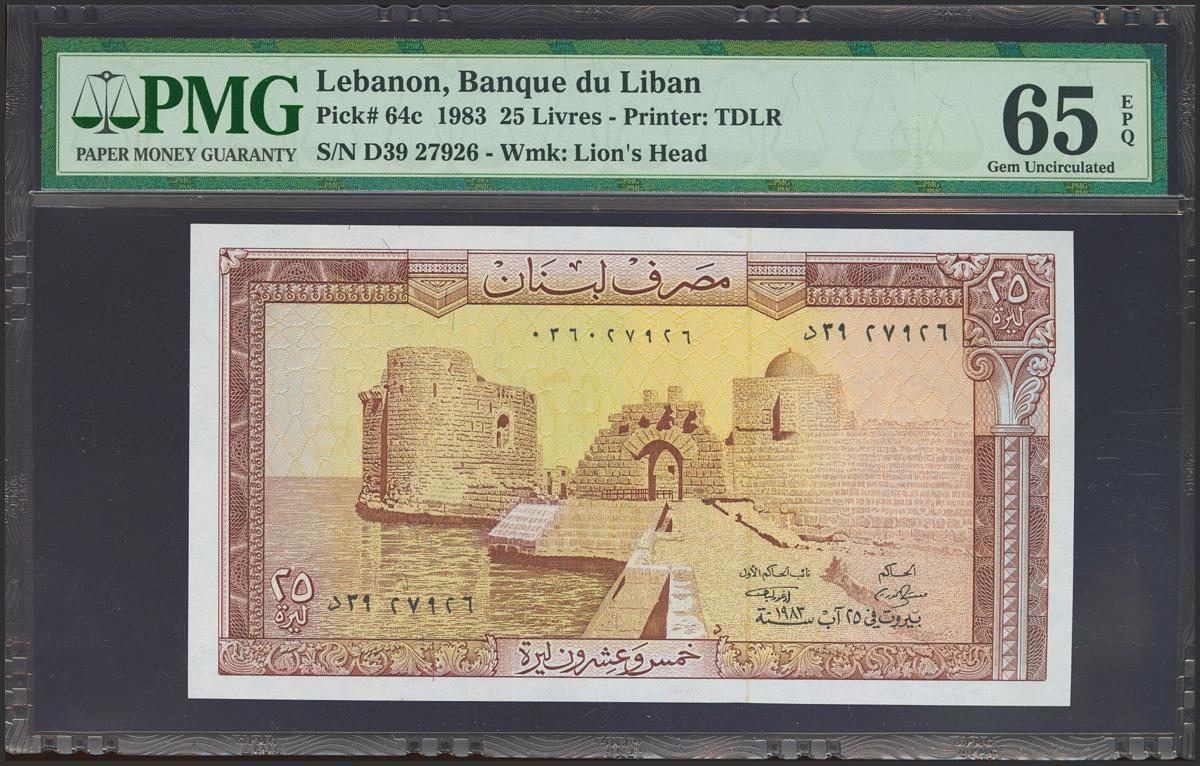 PMG
PAPER MONEY GUARANTY
Lebanon, Banque du Liban
Pick# 64c 1983 25 Livres - Printer: TDLR
S/N D39 27926 - Wmk: Lion's Head
65 EPQ
Gem Uncirculated
مصرف لبنان
٢٥
ليرة
٠٣٦٠٢٧٩٢٦
د٣٩ ٢٧٩٢٦
نائب الحاكم الأول
الحاكم
بيروت في ٢٥ آب سنة ١٩٨٣
٢٥
ليرة
د٣٩ ٢٧٩٢٦
خمس وعشرون ليرة